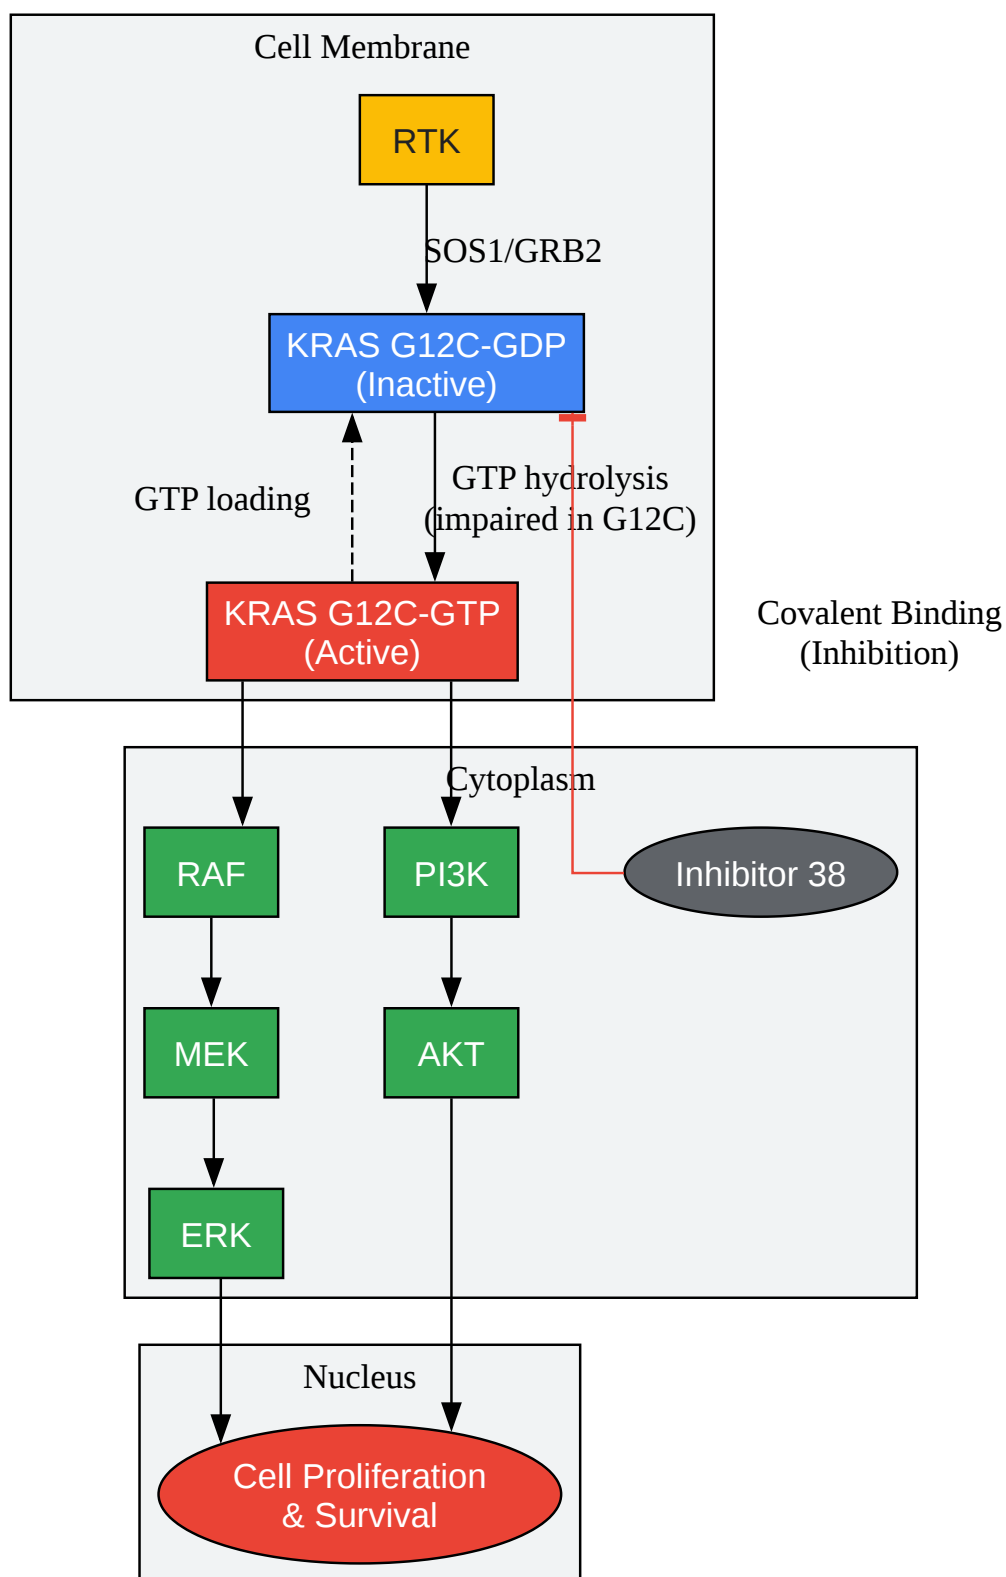 Cell Membrane
RTK
SOS1/GRB2
KRAS G12C-GDP
(Inactive)
GTP loading
GTP hydrolysis
(impaired in G12C)
KRAS G12C-GTP
(Active)
Covalent Binding
(Inhibition)
Cytoplasm
RAF
PI3K
Inhibitor 38
MEK
AKT
ERK
Nucleus
Cell Proliferation
& Survival